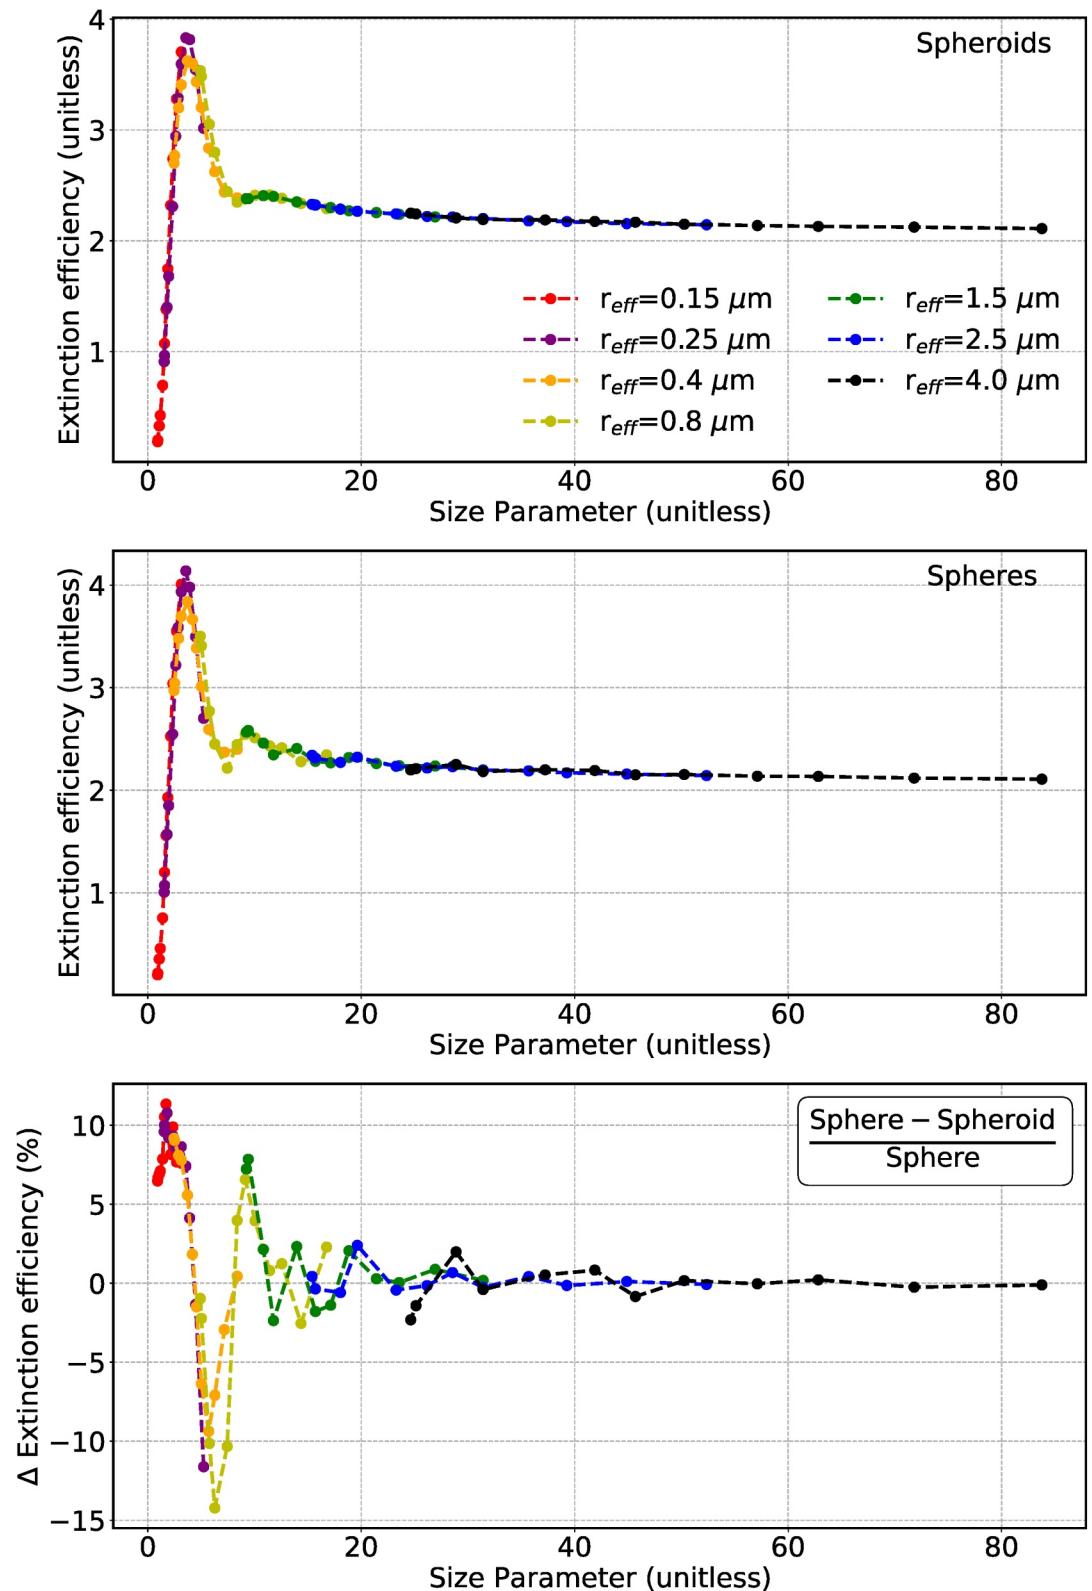 Spheroids
4
3
2
1
Extinction efficiency (unitless)
r_eff=0.15 μm
r_eff=0.25 μm
r_eff=0.4 μm
r_eff=0.8 μm
r_eff=1.5 μm
r_eff=2.5 μm
r_eff=4.0 μm
0 20 40 60 80
Size Parameter (unitless)
Spheres
4
3
2
1
Extinction efficiency (unitless)
0 20 40 60 80
Size Parameter (unitless)
Sphere − Spheroid
Sphere
10
5
0
−5
−10
−15
Δ Extinction efficiency (%)
0 20 40 60 80
Size Parameter (unitless)